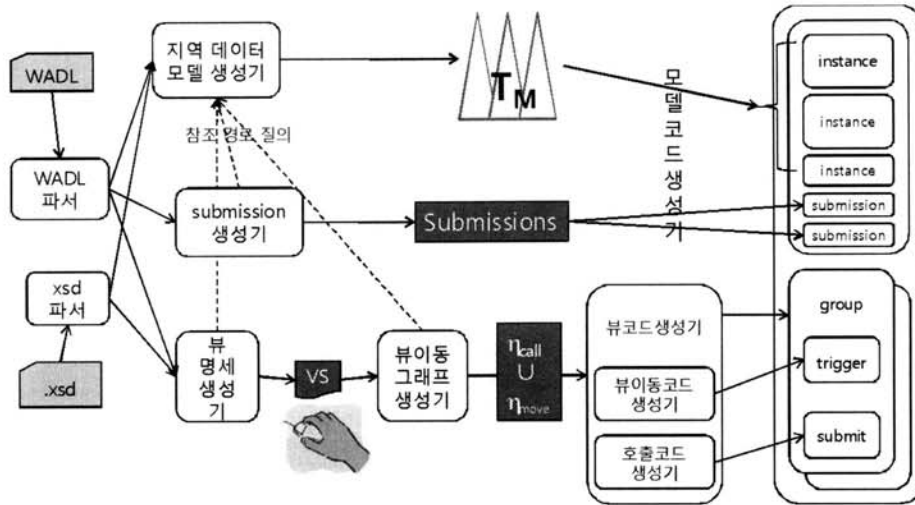 WADL
WADL
파서
xsd
파서
.xsd
지역 데이터
모델 생성기
참조 경로 질의
submission
생성기
뷰
명세
생성
기
VS
뷰이동
그래프
생성기
TM
Submissions
ηcall
∪
ηmove
모델코드생성기
뷰코드생성기
뷰이동코드
생성기
호출코드
생성기
instance
instance
instance
submission
submission
group
trigger
submit